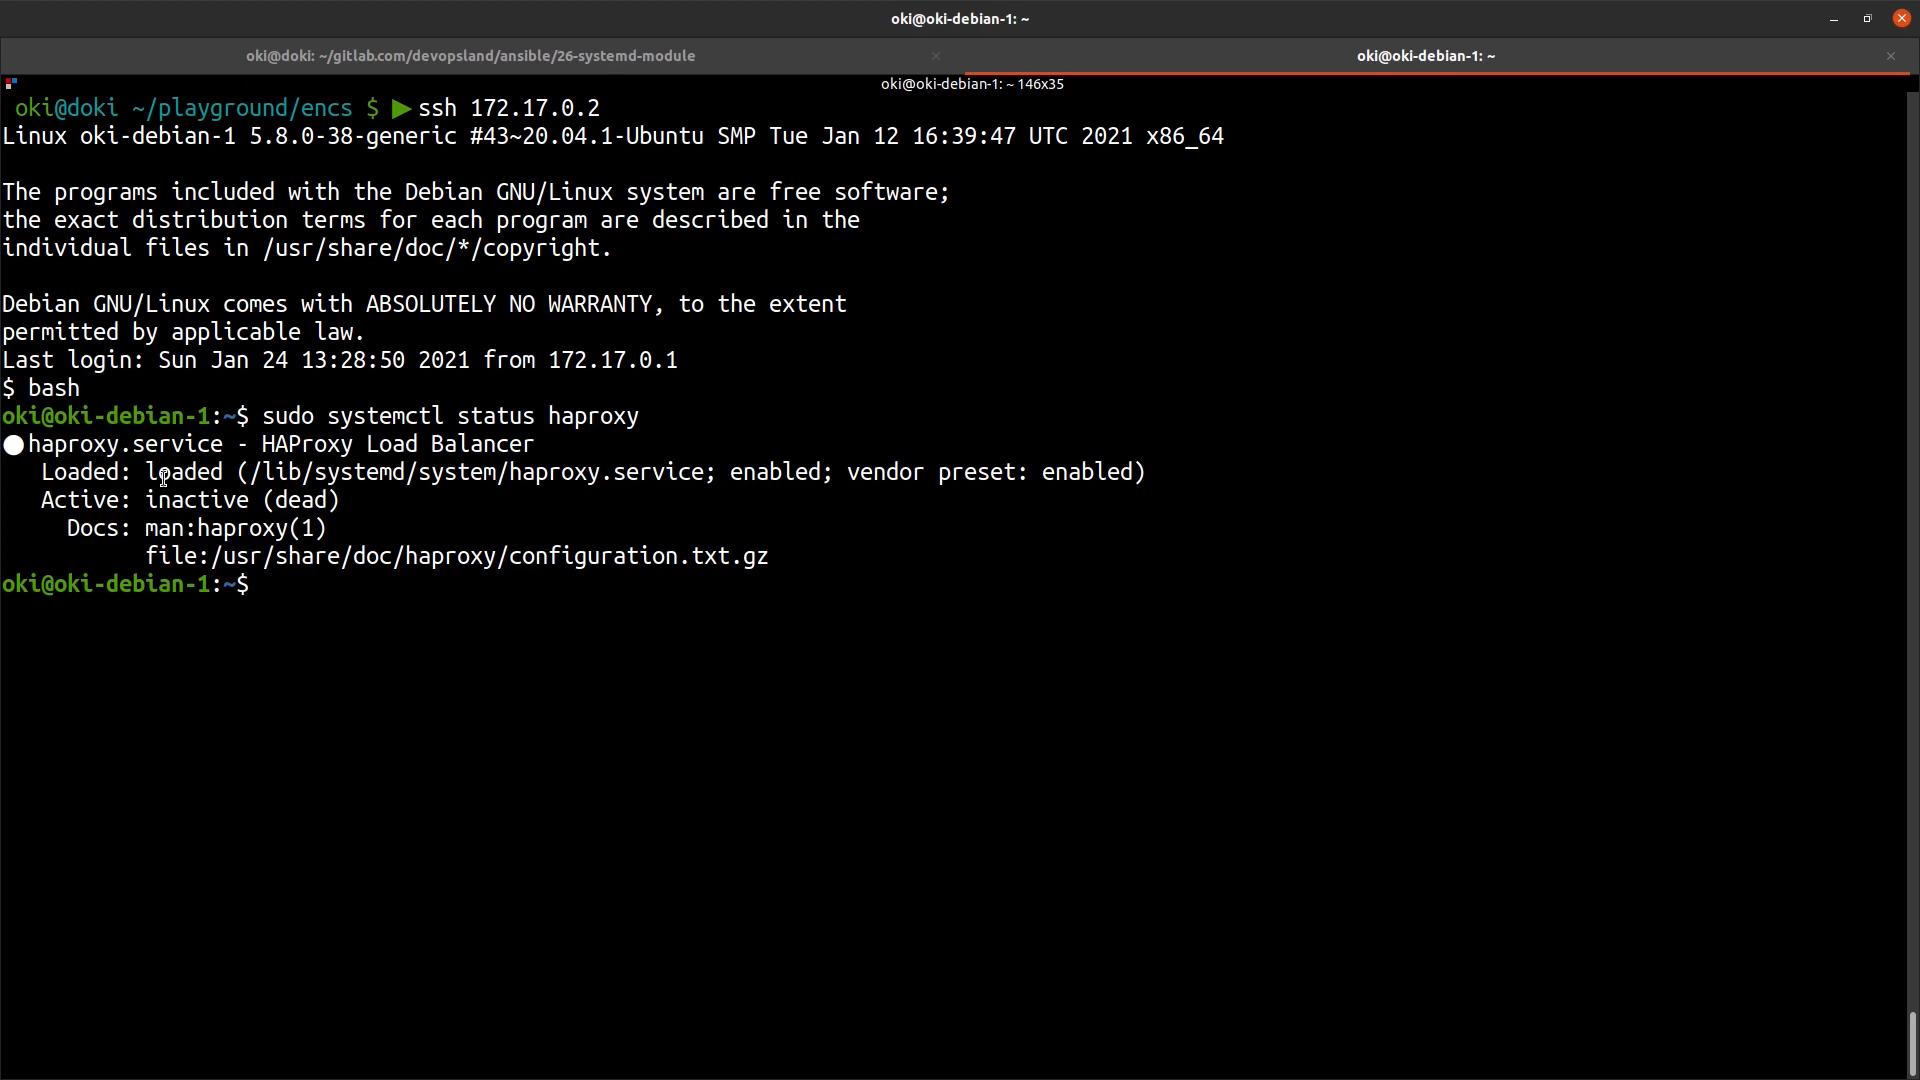 oki@oki-debian-1: ~
oki@doki: ~/gitlab.com/devopsland/ansible/26-systemd-module
oki@oki-debian-1: ~
oki@oki-debian-1: ~ 146x35
oki@doki ~/playground/encs $ ▶ ssh 172.17.0.2
Linux oki-debian-1 5.8.0-38-generic #43~20.04.1-Ubuntu SMP Tue Jan 12 16:39:47 UTC 2021 x86_64
The programs included with the Debian GNU/Linux system are free software;
the exact distribution terms for each program are described in the
individual files in /usr/share/doc/*/copyright.
Debian GNU/Linux comes with ABSOLUTELY NO WARRANTY, to the extent
permitted by applicable law.
Last login: Sun Jan 24 13:28:50 2021 from 172.17.0.1
$ bash
oki@oki-debian-1:~$ sudo systemctl status haproxy
● haproxy.service - HAProxy Load Balancer
Loaded: loaded (/lib/systemd/system/haproxy.service; enabled; vendor preset: enabled)
Active: inactive (dead)
Docs: man:haproxy(1)
file:/usr/share/doc/haproxy/configuration.txt.gz
oki@oki-debian-1:~$